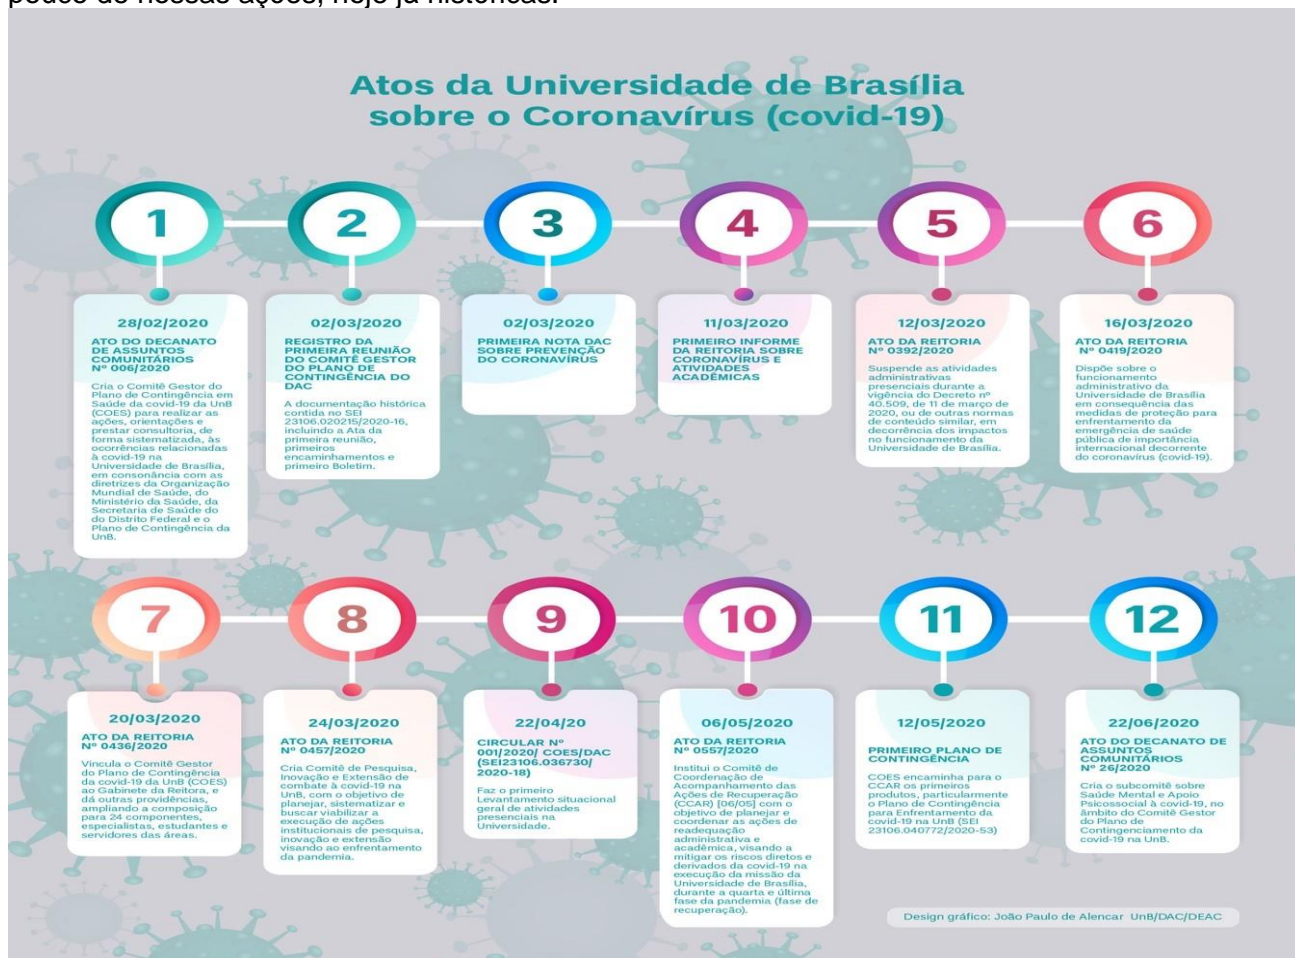 pouco de nossas ações, hoje já históricas.
Atos da Universidade de Brasília
sobre o Coronavírus (covid-19)
1
2
3
4
5
6
28/02/2020
ATO DO DECANATO
DE ASSUNTOS
COMUNITÁRIOS
Nº 006/2020
Cria o Comitê Gestor do
Plano de Contingência em
Saúde da covid-19 da UnB
(COES) para realizar as
ações, orientações e
prestar consultoria, de
forma sistematizada, às
ocorrências relacionadas
à covid-19 na
Universidade de Brasília,
em consonância com as
diretrizes da Organização
Mundial de Saúde, do
Ministério da Saúde, da
Secretaria de Saúde do
do Distrito Federal e o
Plano de Contingência da
UnB.
02/03/2020
REGISTRO DA
PRIMEIRA REUNIÃO
DO COMITÊ GESTOR
DO PLANO DE
CONTINGÊNCIA DO
DAC
A documentação histórica
contida no SEI
23106.020215/2020-16,
incluindo a Ata da
primeira reunião,
primeiros
encaminhamentos e
primeiro Boletim.
02/03/2020
PRIMEIRA NOTA DAC
SOBRE PREVENÇÃO
DO CORONAVÍRUS
11/03/2020
PRIMEIRO INFORME
DA REITORIA SOBRE
CORONAVÍRUS E
ATIVIDADES
ACADÊMICAS
12/03/2020
ATO DA REITORIA
Nº 0392/2020
Suspende as atividades
administrativas
presenciais durante a
vigência do Decreto nº
40.509, de 11 de março de
2020, ou de outras normas
de conteúdo similar, em
decorrência dos impactos
no funcionamento da
Universidade de Brasília.
16/03/2020
ATO DA REITORIA
Nº 0419/2020
Dispõe sobre o
funcionamento
administrativo da
Universidade de Brasília
em consequência das
medidas de proteção para
enfrentamento da
emergência de saúde
pública de importância
internacional decorrente
do coronavírus (covid-19).
7
8
9
10
11
12
20/03/2020
ATO DA REITORIA
Nº 0436/2020
Vincula o Comitê Gestor
do Plano de Contingência
da covid-19 da UnB (COES)
ao Gabinete da Reitora, e
dá outras providências,
ampliando a composição
para 24 componentes,
especialistas, estudantes e
servidores das áreas.
24/03/2020
ATO DA REITORIA
Nº 0457/2020
Cria Comitê de Pesquisa,
Inovação e Extensão de
combate à covid-19 na
UnB, com o objetivo de
planejar, sistematizar e
buscar viabilizar a
execução de ações
institucionais de pesquisa,
inovação e extensão
visando ao enfrentamento
da pandemia.
22/04/20
CIRCULAR Nº
001/2020/ COES/DAC
(SEI23106.036730/
2020-18)
Faz o primeiro
Levantamento situacional
geral de atividades
presenciais na
Universidade.
06/05/2020
ATO DA REITORIA
Nº 0557/2020
Institui o Comitê de
Coordenação de
Acompanhamento das
Ações de Recuperação
(CCAR) [06/05] com o
objetivo de planejar e
coordenar as ações de
readequação
administrativa e
acadêmica, visando a
mitigar os riscos diretos e
derivados da covid-19 na
execução da missão da
Universidade de Brasília,
durante a quarta e última
fase da pandemia (fase de
recuperação).
12/05/2020
PRIMEIRO PLANO DE
CONTINGÊNCIA
COES encaminha para o
CCAR os primeiros
produtos, particularmente
o Plano de Contingência
para Enfrentamento da
covid-19 na UnB (SEI
23106.040772/2020-53)
22/06/2020
ATO DO DECANATO DE
ASSUNTOS
COMUNITÁRIOS
Nº 26/2020
Cria o subcomitê sobre
Saúde Mental e Apoio
Psicossocial à covid-19, no
âmbito do Comitê Gestor
do Plano de
Contingenciamento da
covid-19 na UnB.
Design gráfico: João Paulo de Alencar UnB/DAC/DEAC